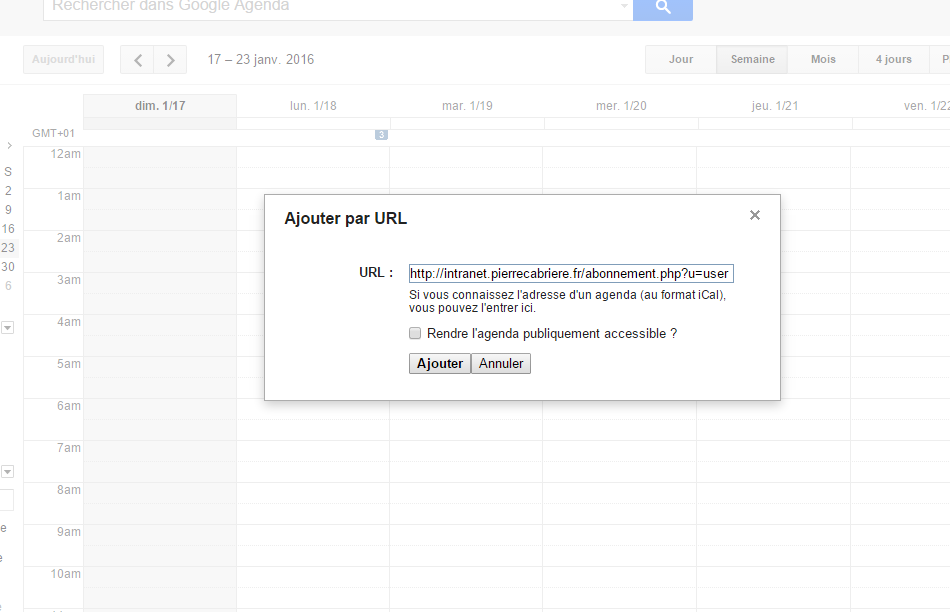 Rechercher dans Google Agenda
Aujourd'hui
17 – 23 janv. 2016
Jour
Semaine
Mois
4 jours
P
dim. 1/17
lun. 1/18
mar. 1/19
mer. 1/20
jeu. 1/21
ven. 1/22
GMT+01
3
12am
1am
2am
3am
4am
5am
6am
7am
8am
9am
10am
S
2
9
16
23
30
6
e
e
Ajouter par URL
URL :
http://intranet.pierrecabriere.fr/abonnement.php?u=user
Si vous connaissez l'adresse d'un agenda (au format iCal),
vous pouvez l'entrer ici.
Rendre l'agenda publiquement accessible ?
Ajouter
Annuler